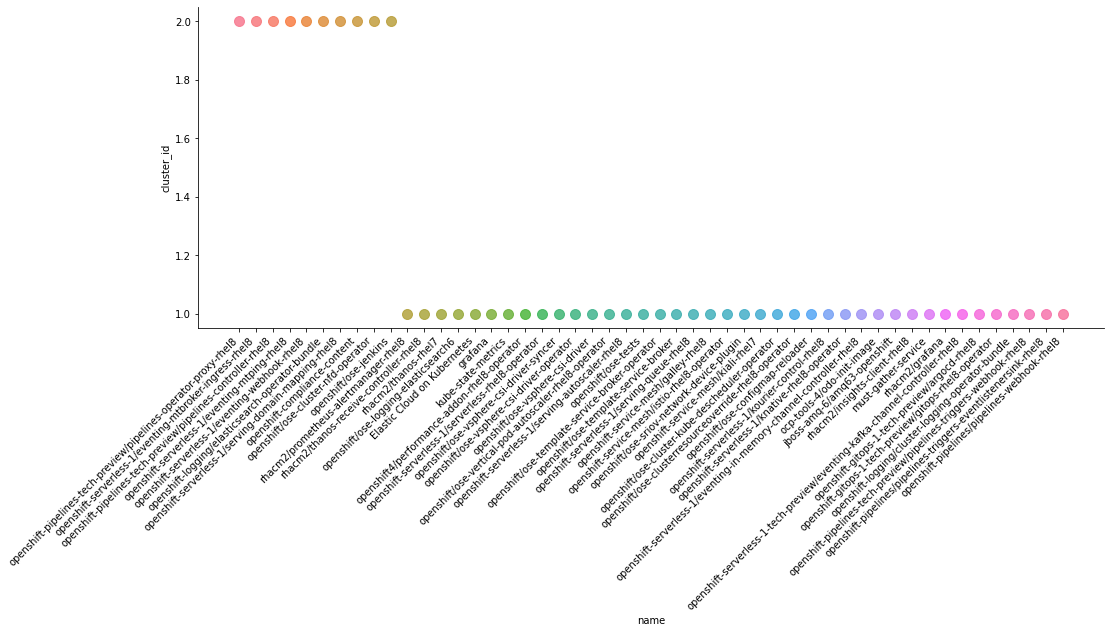 2.0
1.8
1.6
1.4
1.2
1.0
cluster_id
openshift-pipelines-tech-preview/pipelines-operator-proxy-rhel8
openshift-serverless-1/eventing-mtbroker-ingress-rhel8
openshift-pipelines-tech-preview/pipelines-controller-rhel8
openshift-serverless-1/eventing-mtping-rhel8
openshift-serverless-1/eventing-webhook-rhel8
openshift-logging/elasticsearch-operator-bundle
openshift-serverless-1/serving-domain-mapping-rhel8
openshift-compliance-content
openshift/ose-cluster-nfd-operator
openshift/ose-jenkins
rhacm2/prometheus-alertmanager-rhel8
rhacm2/thanos-receive-controller-rhel8
rhacm2/thanos-rhel7
openshift/ose-logging-elasticsearch6
Elastic Cloud on Kubernetes
grafana
kube-state-metrics
openshift4/performance-addon-rhel8-operator
openshift-serverless-1/serverless-rhel8-operator
openshift/ose-vsphere-csi-driver-syncer
openshift/ose-vsphere-csi-driver-operator
openshift/ose-vsphere-csi-driver
openshift/ose-vertical-pod-autoscaler-rhel8-operator
openshift-serverless-1/serving-autoscaler-rhel8
openshift/ose-tests
openshift/ose-template-service-broker-operator
openshift/ose-template-service-broker
openshift-serverless-1/serving-queue-rhel8
openshift-service-mesh/galley-rhel8
openshift-service-mesh/istio-rhel8-operator
openshift/ose-sriov-network-device-plugin
openshift-service-mesh/kiali-rhel7
openshift/ose-cluster-kube-descheduler-operator
openshift/ose-clusterresourceoverride-rhel8-operator
openshift/ose-configmap-reloader
openshift-serverless-1/kourier-control-rhel8
openshift-serverless-1/knative-rhel8-operator
openshift-serverless-1/eventing-in-memory-channel-controller-rhel8
ocp-tools-4/odo-init-image
jboss-amq-6/amq63-openshift
rhacm2/insights-client-rhel8
must-gather-service
rhacm2/grafana
openshift-serverless-1-tech-preview/eventing-kafka-channel-controller-rhel8
openshift-gitops-1-tech-preview/argocd-rhel8
openshift-gitops-1-tech-preview/gitops-rhel8-operator
openshift-logging/cluster-logging-operator-bundle
openshift-pipelines-tech-preview/pipelines-triggers-webhook-rhel8
openshift-pipelines/pipelines-triggers-eventlistenersink-rhel8
openshift-pipelines/pipelines-webhook-rhel8
name